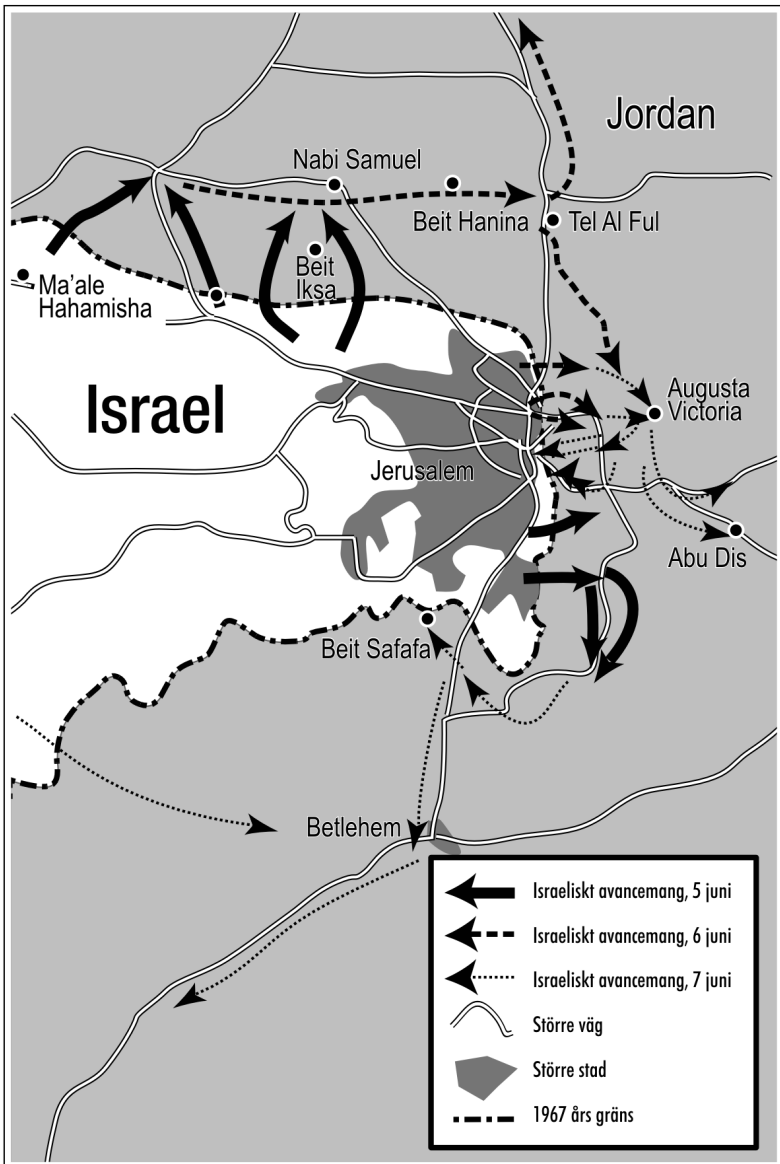 Jordan
Nabi Samuel
Beit Hanina
Tel Al Ful
Beit
Iksa
Ma’ale
Hahamisha
Israel
Augusta
Victoria
Jerusalem
Abu Dis
Beit Safafa
Betlehem
Israeliskt avancemang, 5 juni
Israeliskt avancemang, 6 juni
Israeliskt avancemang, 7 juni
Större väg
Större stad
1967 års gräns